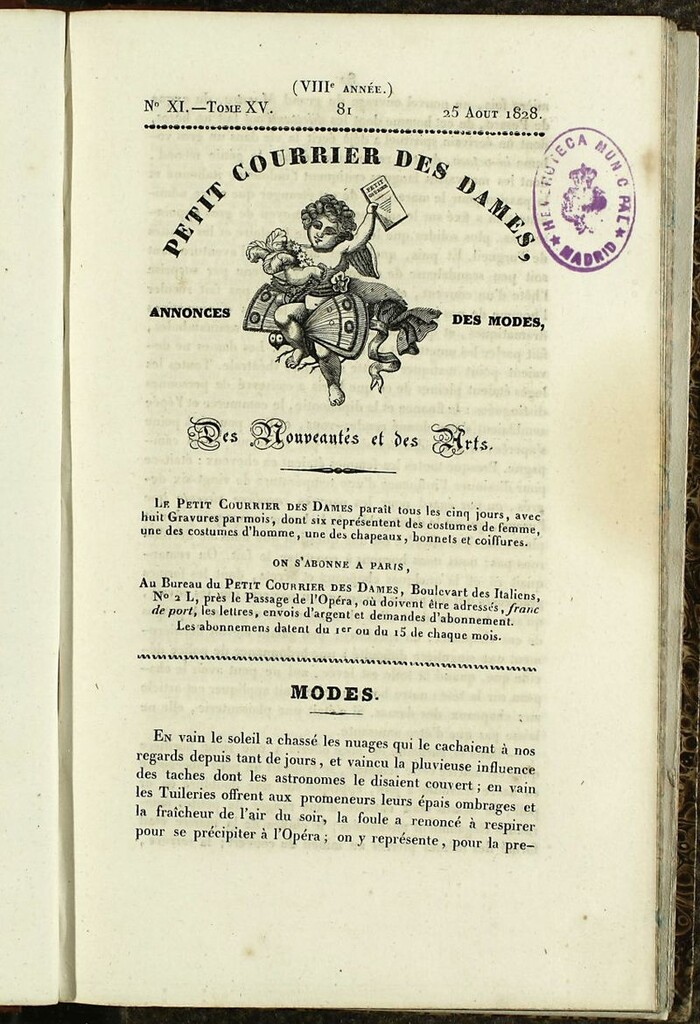 (VIIIe ANNÉE.)
No XI.—Tome XV. 81 25 Aout 1828.
PETIT COURRIER DES DAMES,
PETIT
ANNONCES DES MODES,
Des Nouveautés et des Arts.
HEMEROTECA MUNICIPAL
★ MADRID ★
Le Petit Courrier des Dames paraît tous les cinq jours, avec
huit Gravures par mois, dont six représentent des costumes de femme,
une des costumes d'homme, une des chapeaux, bonnets et coiffures.
ON S'ABONNE A PARIS,
Au Bureau du Petit Courrier des Dames, Boulevart des Italiens,
No 2 L, près le Passage de l'Opéra, où doivent être adressés, franc
de port, les lettres, envois d'argent et demandes d'abonnement.
Les abonnemens datent du 1er ou du 15 de chaque mois.
MODES.
En vain le soleil a chassé les nuages qui le cachaient à nos
regards depuis tant de jours, et vaincu la pluvieuse influence
des taches dont les astronomes le disaient couvert; en vain
les Tuileries offrent aux promeneurs leurs épais ombrages et
la fraîcheur de l'air du soir, la foule a renoncé à respirer
pour se précipiter à l'Opéra; on y représente, pour la pre-